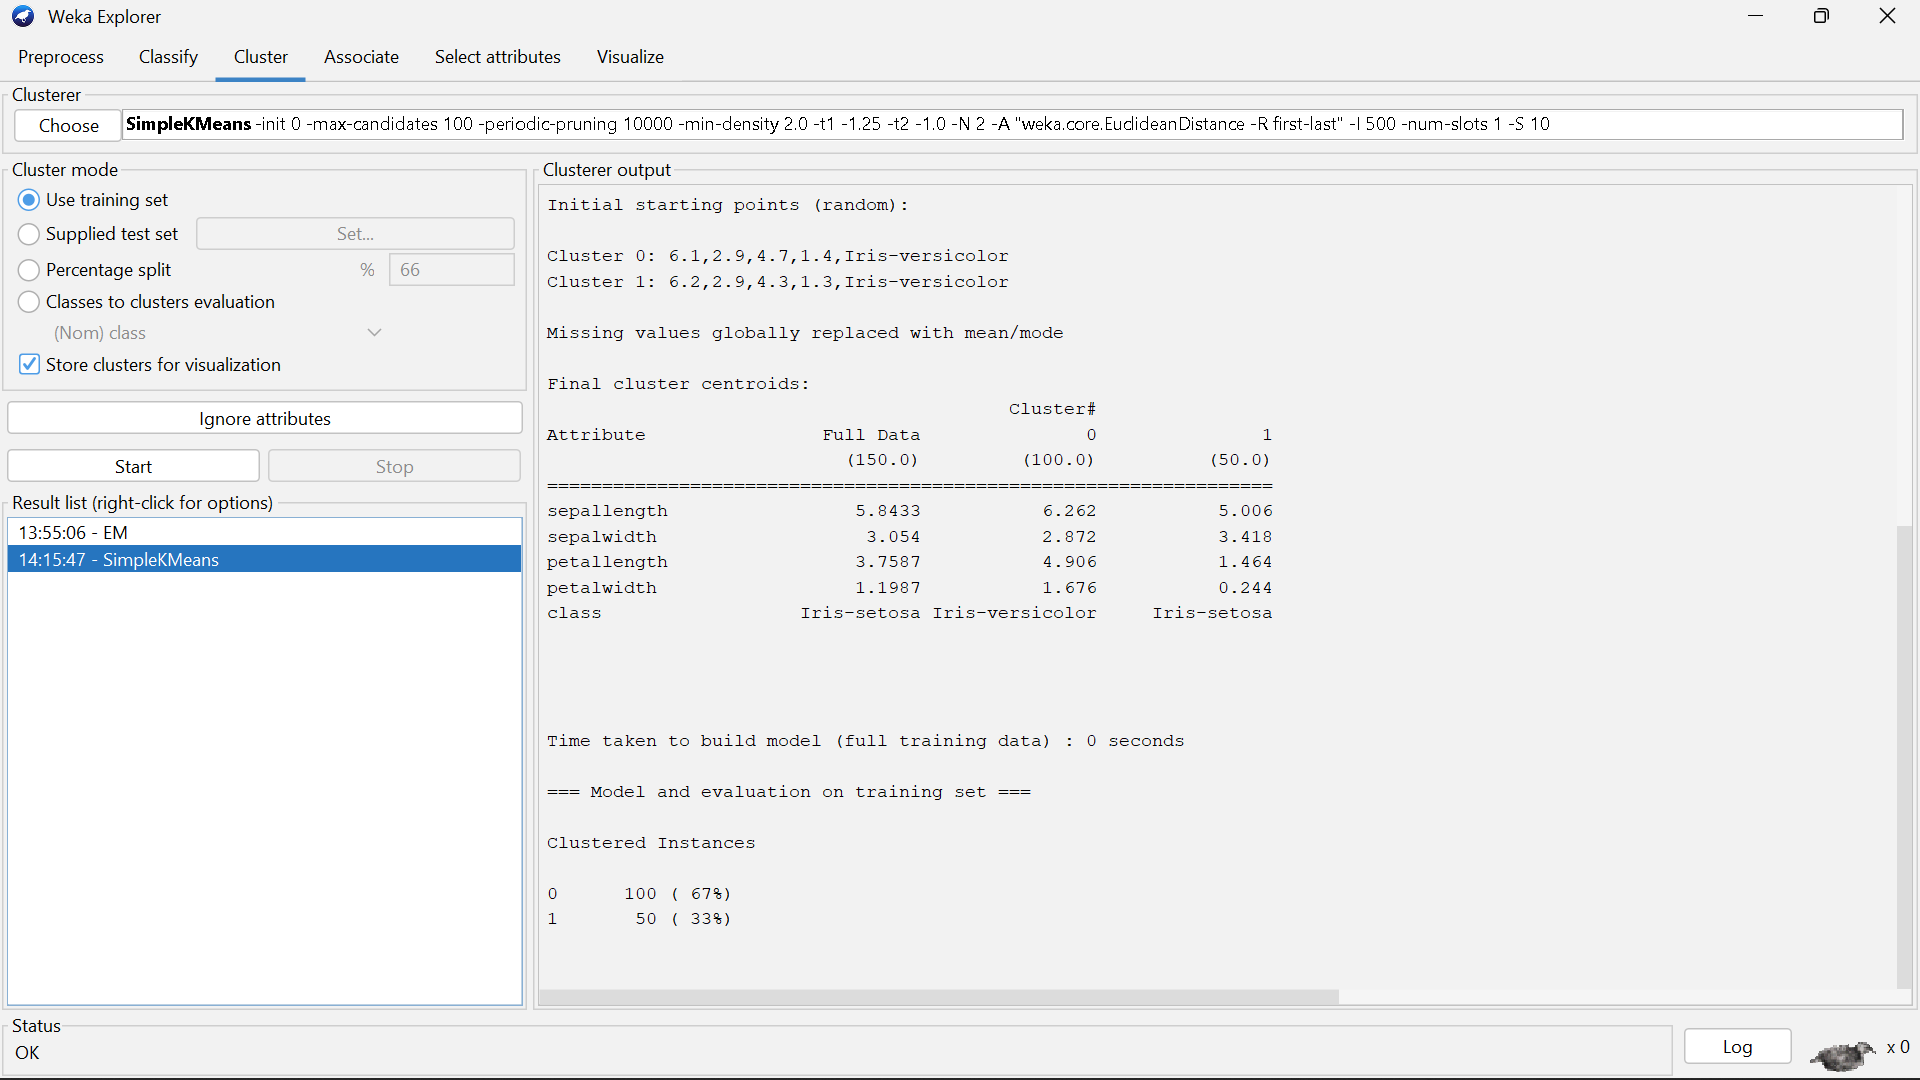 Weka Explorer
Preprocess Classify Cluster Associate Select attributes Visualize
Clusterer
Choose SimpleKMeans -init 0 -max-candidates 100 -periodic-pruning 10000 -min-density 2.0 -t1 -1.25 -t2 -1.0 -N 2 -A "weka.core.EuclideanDistance -R first-last" -I 500 -num-slots 1 -S 10
Cluster mode
Use training set
Supplied test set Set...
Percentage split % 66
Classes to clusters evaluation
(Nom) class
Store clusters for visualization
Ignore attributes
Start Stop
Result list (right-click for options)
13:55:06 - EM
14:15:47 - SimpleKMeans
Clusterer output
Initial starting points (random):
Cluster 0: 6.1,2.9,4.7,1.4,Iris-versicolor
Cluster 1: 6.2,2.9,4.3,1.3,Iris-versicolor
Missing values globally replaced with mean/mode
Final cluster centroids:
Cluster#
Attribute Full Data 0 1
(150.0) (100.0) (50.0)
==================================================================
sepallength 5.8433 6.262 5.006
sepalwidth 3.054 2.872 3.418
petallength 3.7587 4.906 1.464
petalwidth 1.1987 1.676 0.244
class Iris-setosa Iris-versicolor Iris-setosa
Time taken to build model (full training data) : 0 seconds
=== Model and evaluation on training set ===
Clustered Instances
0 100 ( 67%)
1 50 ( 33%)
Status
OK
Log x 0